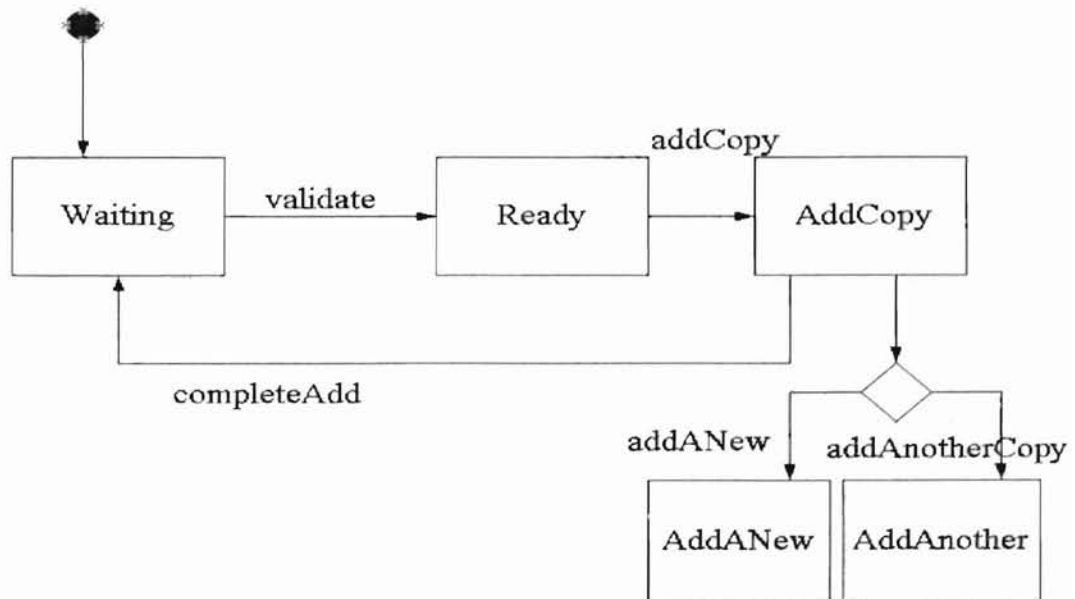 addCopy
Waiting
validate
Ready
AddCopy
completeAdd
addANew
addAnotherCopy
AddANew
AddAnother